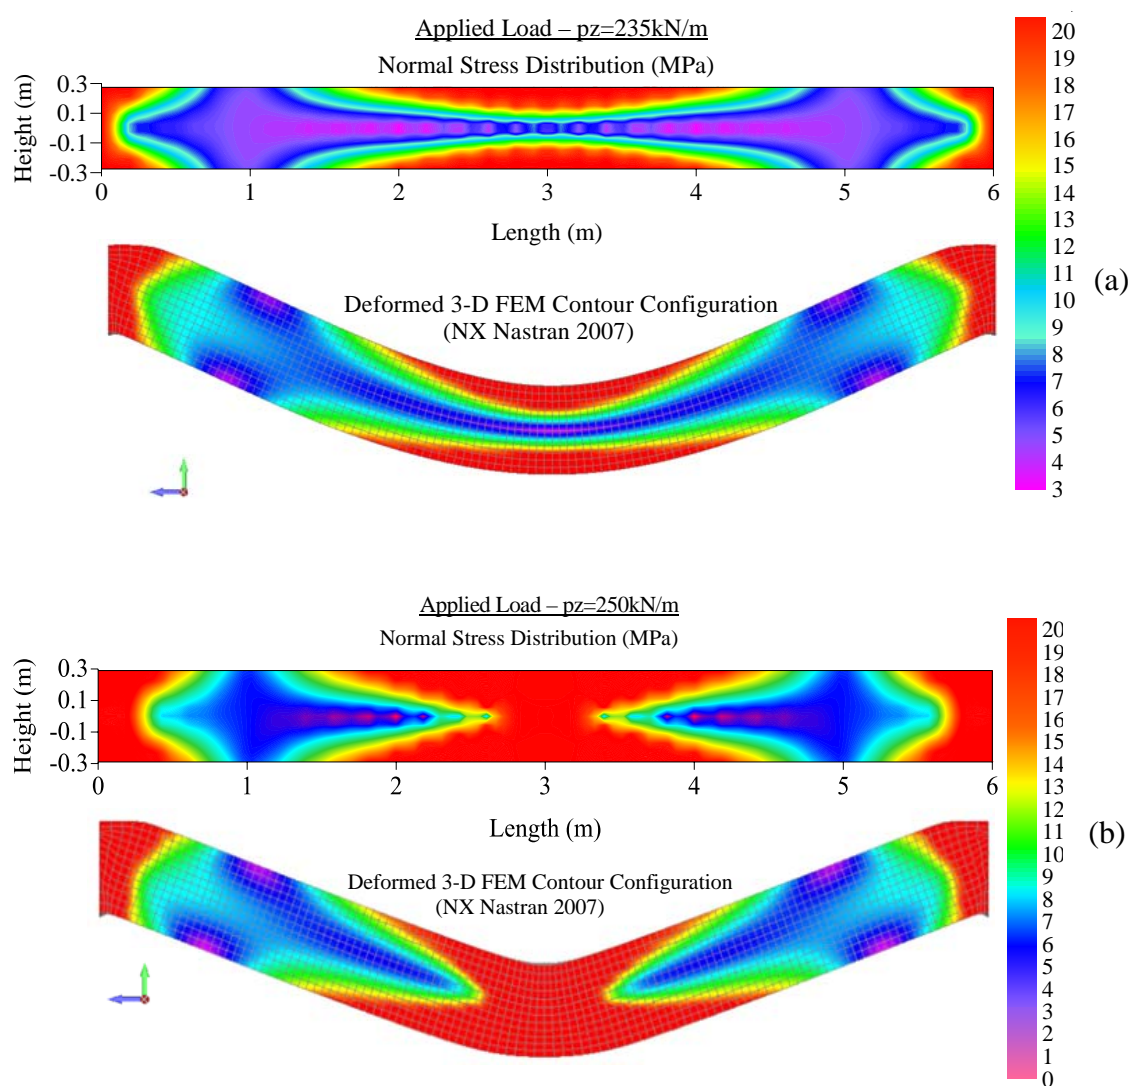 Applied Load – pz=235kN/m
Normal Stress Distribution (MPa)
Height (m)
0.3
0.1
-0.1
-0.3
0 1 2 3 4 5 6
Length (m)
Deformed 3-D FEM Contour Configuration
(NX Nastran 2007)
20
19
18
17
16
15
14
13
12
11
10
9
8
7
6
5
4
3
(a)
Applied Load – pz=250kN/m
Normal Stress Distribution (MPa)
Height (m)
0.3
0.1
-0.1
-0.3
0 1 2 3 4 5 6
Length (m)
Deformed 3-D FEM Contour Configuration
(NX Nastran 2007)
20
19
18
17
16
15
14
13
12
11
10
9
8
7
6
5
4
3
2
1
0
(b)